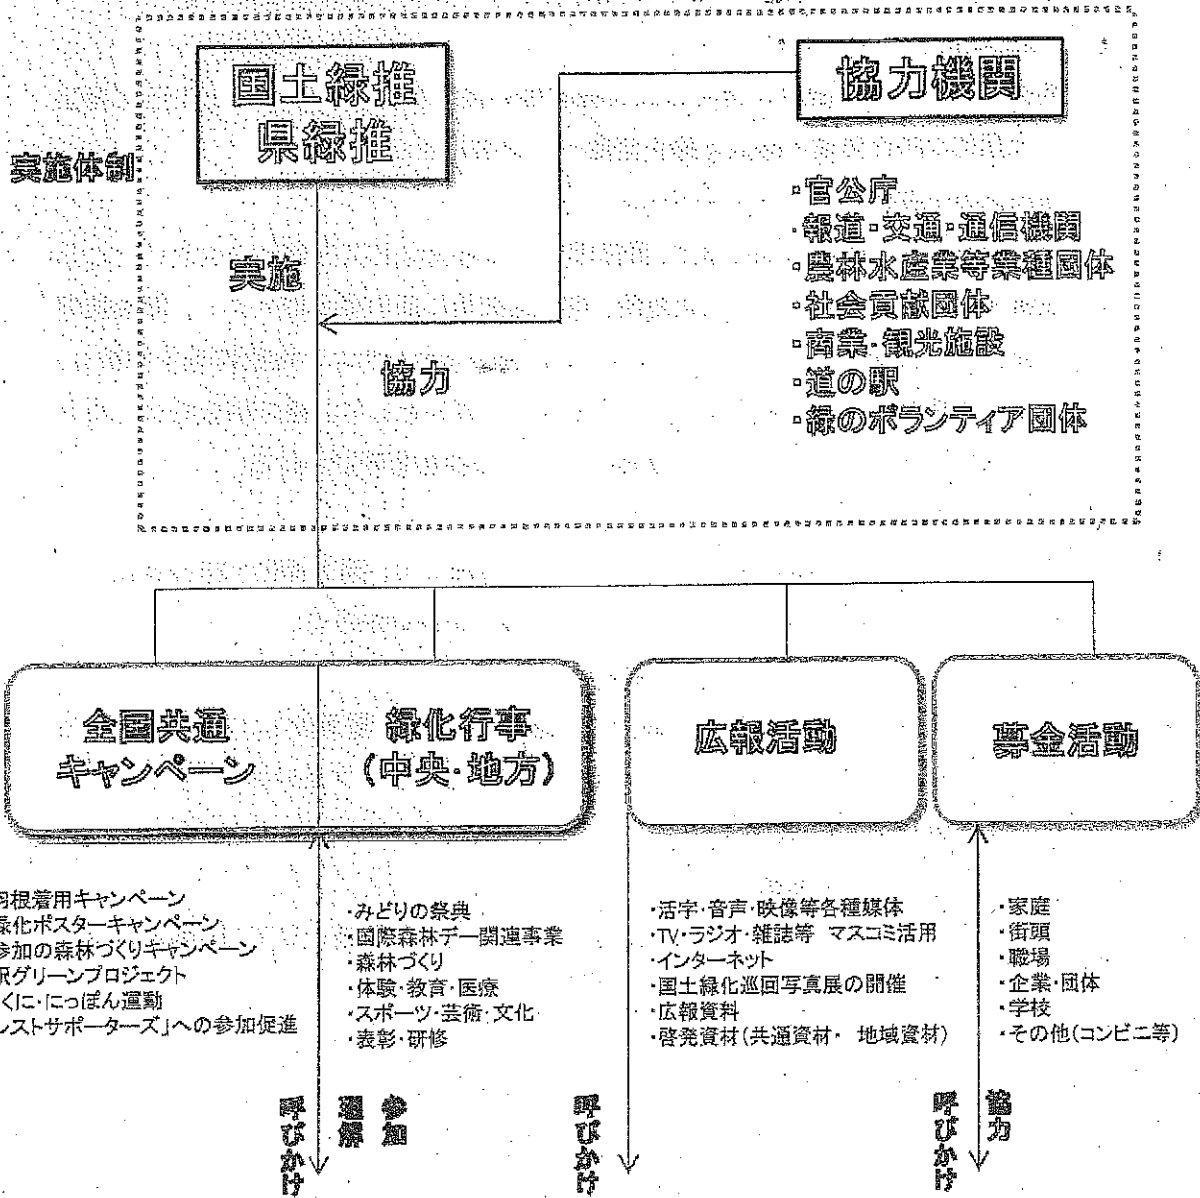 国土緑推
県緑推
協力機関
実施体制
・官公庁
・報道・交通・通信機関
・農林水産業等業種団体
・社会貢献団体
・商業・観光施設
・道の駅
・緑のボランティア団体
実施
協力
全国共通
キャンペーン
緑化行事
(中央・地方)
広報活動
募金活動
羽根着用キャンペーン
緑化ポスターキャンペーン
参加の森林づくりキャンペーン
駅グリーンプロジェクト
くに・にっぽん運動
レストサポーターズ」への参加促進
・みどりの祭典
・国際森林デー関連事業
・森林づくり
・体験・教育・医療
・スポーツ・芸術・文化
・表彰・研修
・活字・音声・映像等各種媒体
・TV・ラジオ・雑誌等 マスコミ活用
・インターネット
・国土緑化巡回写真展の開催
・広報資料
・啓発資材(共通資材・ 地域資材)
・家庭
・街頭
・職場
・企業・団体
・学校
・その他(コンビニ等)
呼びかけ
理解
参加
呼びかけ
呼びかけ
協力